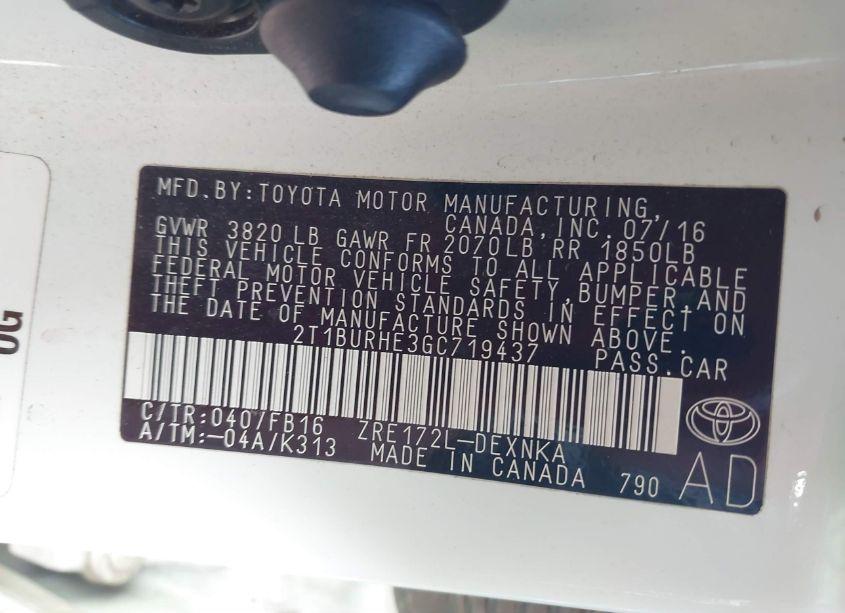 MFD.BY:TOYOTA MOTOR MANUFACTURING,
CANADA, INC. 07/16
GVWR 3820 LB GAWR FR 2070LB RR 1850LB
THIS VEHICLE CONFORMS TO ALL APPLICABLE
FEDERAL MOTOR VEHICLE SAFETY, BUMPER, AND
THEFT PREVENTION STANDARDS IN EFFECT ON
THE DATE OF MANUFACTURE SHOWN ABOVE.
2T1BURHE3GC719437 PASS.CAR
C/TR:040/FB16 ZRE172L-DEXNKA
A/TM:-04A/K313 MADE IN CANADA 790 AD